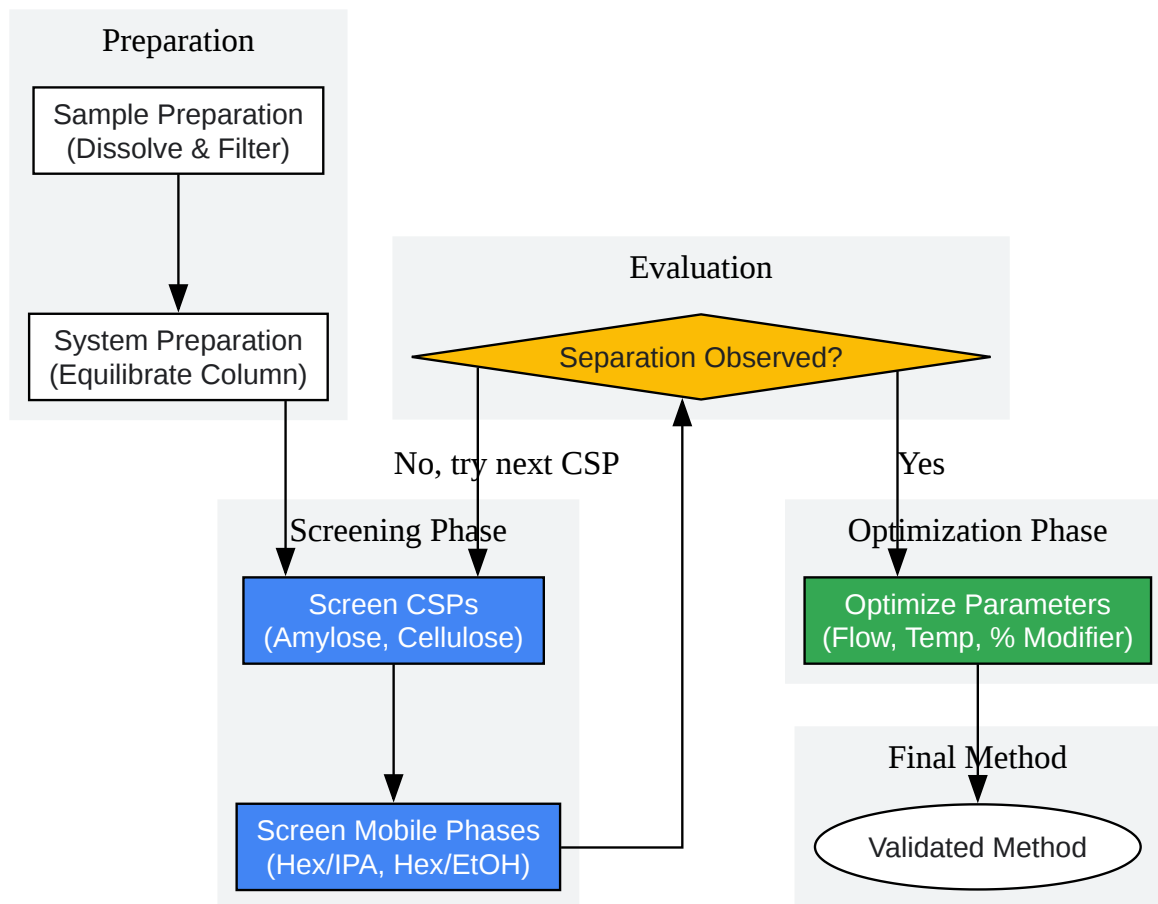 Preparation
Sample Preparation
(Dissolve & Filter)
System Preparation
(Equilibrate Column)
Evaluation
Separation Observed?
No, try next CSP
Yes
Screening Phase
Screen CSPs
(Amylose, Cellulose)
Screen Mobile Phases
(Hex/IPA, Hex/EtOH)
Optimization Phase
Optimize Parameters
(Flow, Temp, % Modifier)
Final Method
Validated Method